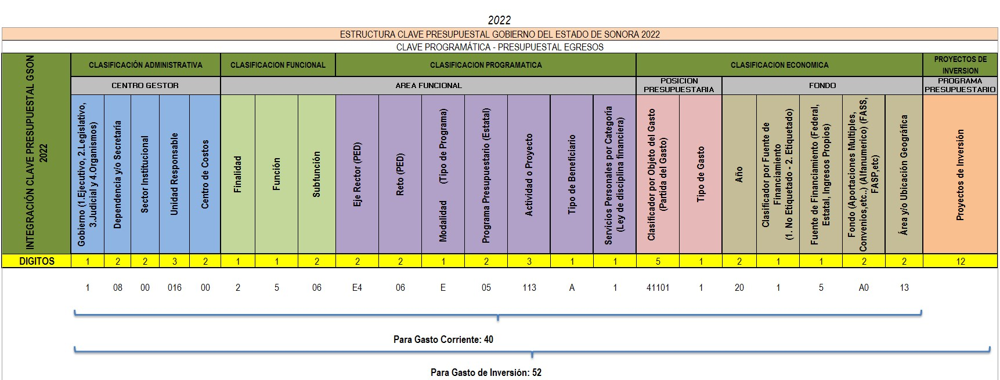 2022
ESTRUCTURA CLAVE PRESUPUESTAL GOBIERNO DEL ESTADO DE SONORA 2022
CLAVE PROGRAMÁTICA - PRESUPUESTAL EGRESOS
INTEGRACIÓN CLAVE PRESUPUESTAL GSON
2022
CLASIFICACIÓN ADMINISTRATIVA
CLASIFICACION FUNCIONAL
CLASIFICACION PROGRAMATICA
CLASIFICACION ECONOMICA
PROYECTOS DE
INVERSION
CENTRO GESTOR
AREA FUNCIONAL
POSICION
PRESUPUESTARIA
FONDO
PROGRAMA
PRESUPUESTARIO
Gobierno (1.Ejecutivo, 2.Legislativo,
3.Judicial y 4.Organismos)
Dependencia y/o Secretaría
Sector Institucional
Unidad Responsable
Centro de Costos
Finalidad
Función
Subfunción
Eje Rector (PED)
Reto (PED)
Modalidad (Tipo de Programa)
Programa Presupuestario (Estatal)
Actividad o Proyecto
Tipo de Beneficiario
Servicios Personales por Categoría
(Ley de disciplina financiera)
Clasificador por Objeto del Gasto
(Partida del Gasto)
Tipo de Gasto
Año
Clasificador por Fuente de
Financiamiento
(1. No Etiquetado - 2. Etiquetado)
Fuente de Financiamiento (Federal,
Estatal, Ingresos Propios)
Fondo (Aportaciones Multiples,
Convenios,etc..) (Alfanumerico) (FASS,
FASP,etc)
Área y/o Ubicación Geográfica
Proyectos de Inversión
DIGITOS 1 2 2 3 2 1 1 2 2 2 1 2 3 1 1 5 1 2 1 1 2 2 12
1 08 00 016 00 2 5 06 E4 06 E 05 113 A 1 41101 1 20 1 5 A0 13
Para Gasto Corriente: 40
Para Gasto de Inversión: 52